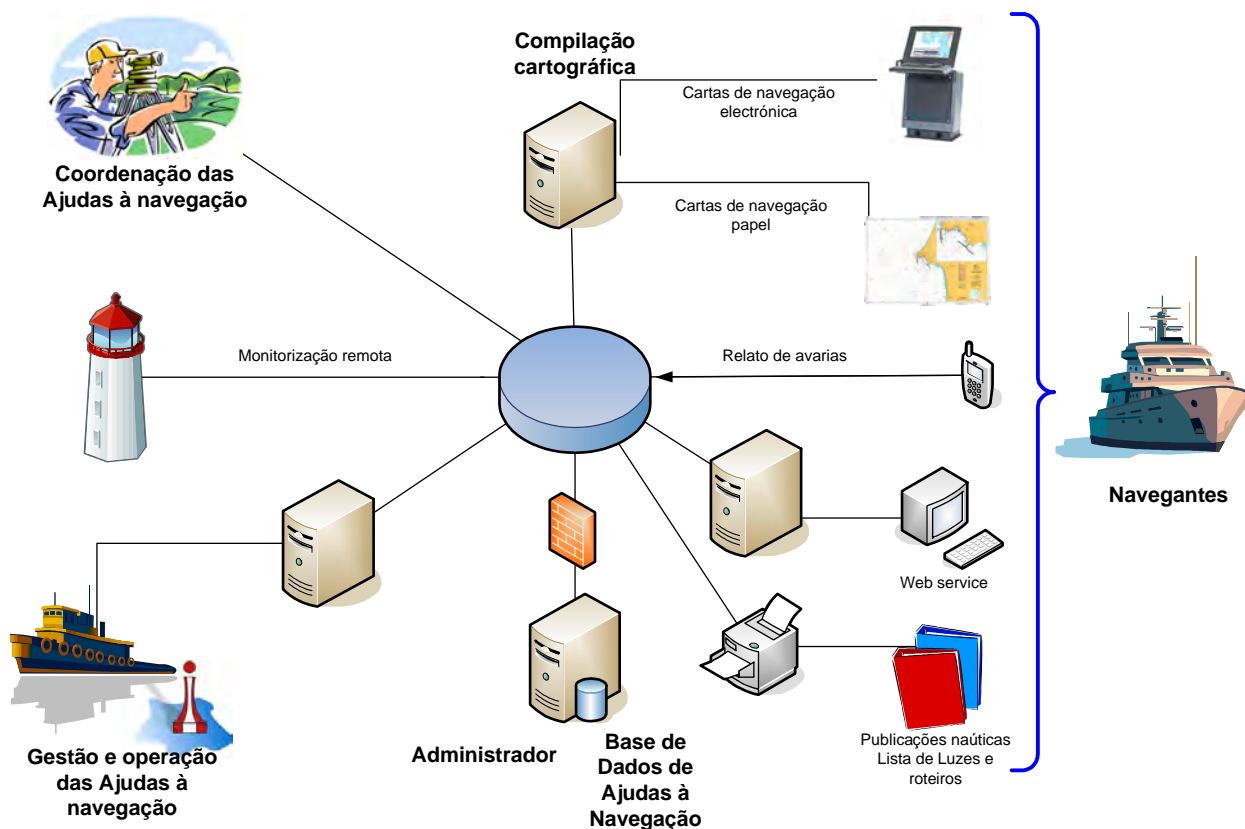 Compilação
cartográfica
Cartas de navegação
electrónica
Coordenação das
Ajudas à navegação
Cartas de navegação
papel
Monitorização remota
Relato de avarias
Navegantes
Web service
Gestão e operação
das Ajudas à
navegação
Administrador
Base de
Dados de
Ajudas à
Navegação
Publicações naúticas
Lista de Luzes e
roteiros